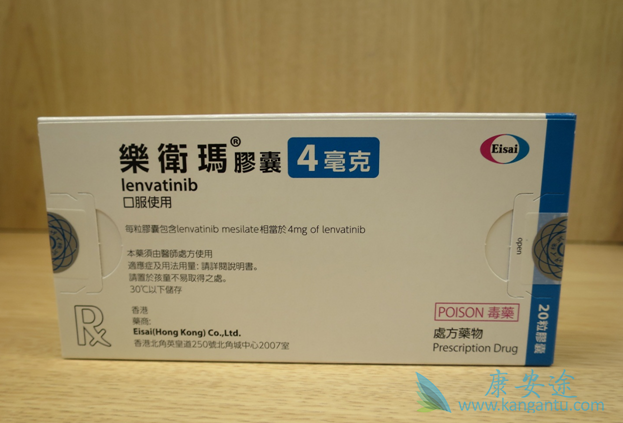 樂衛瑪®膠囊 4毫克
lenvatinib
口服使用
Eisai
每粒膠囊包含lenvatinib mesilate相當於4mg of lenvatinib
本藥須由醫師處方使用
適應症及用法用量: 請詳閱說明書。
請置於孩童不易取得之處。
30℃以下儲存
open
Rx
香港
藥商:
Eisai(Hong Kong) Co.,Ltd.
香港北角英皇道250號北角城中心2007室
POISON 毒藥
處方藥物
Prescription Drug
20粒膠囊
康安途
www.kangantu.com